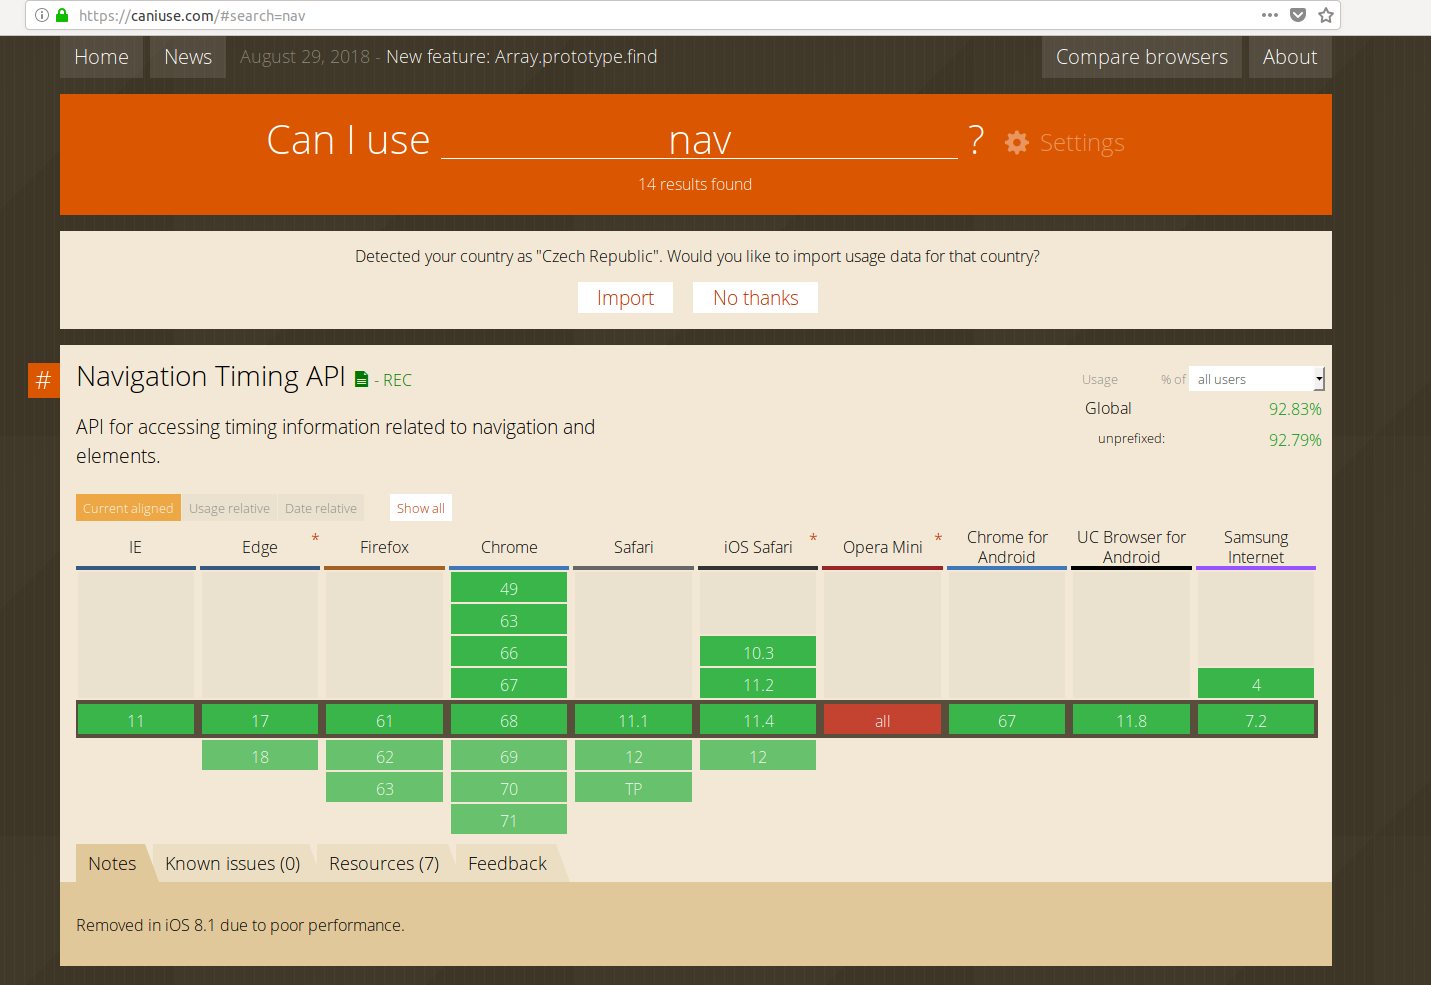 https://caniuse.com/#search=nav
Home News August 29, 2018 - New feature: Array.prototype.find Compare browsers About
Can I use nav ? Settings
14 results found
Detected your country as "Czech Republic". Would you like to import usage data for that country?
Import No thanks
# Navigation Timing API - REC
Usage % of all users
Global 92.83%
unprefixed: 92.79%
API for accessing timing information related to navigation and
elements.
Current aligned Usage relative Date relative Show all
IE Edge * Firefox Chrome Safari iOS Safari * Opera Mini * Chrome for Android UC Browser for Android Samsung Internet
49
63
66 10.3
67 11.2 4
11 17 61 68 11.1 11.4 all 67 11.8 7.2
18 62 69 12 12
63 70 TP
71
Notes Known issues (0) Resources (7) Feedback
Removed in iOS 8.1 due to poor performance.